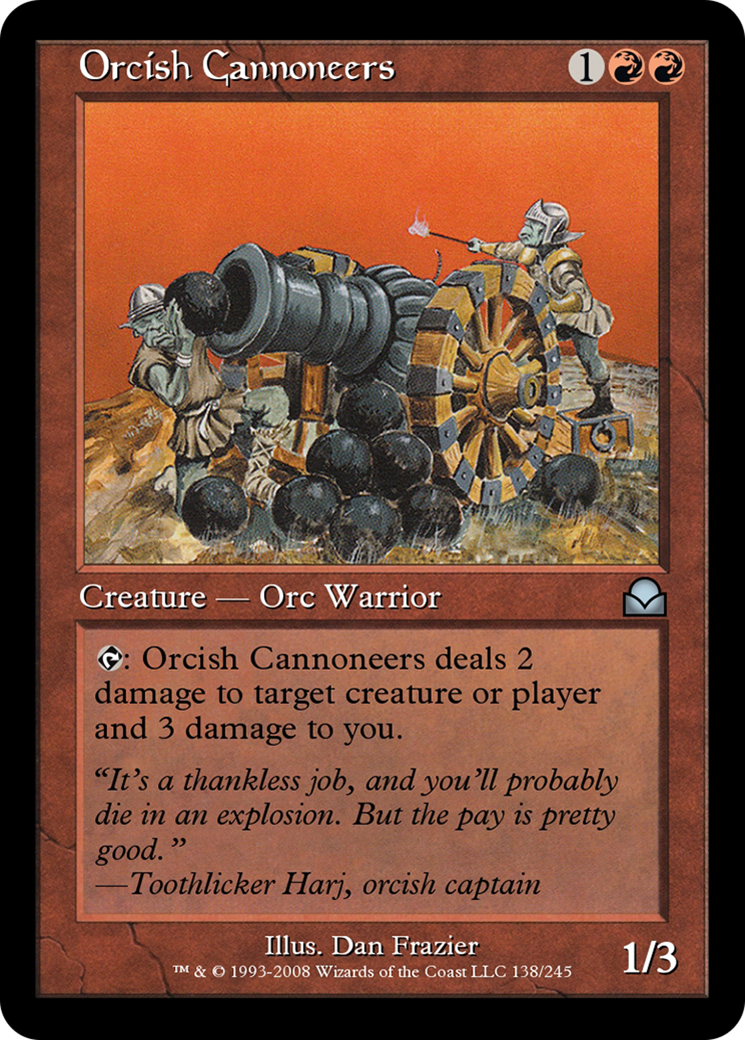 Orcish Cannoneers 1
Creature — Orc Warrior
: Orcish Cannoneers deals 2
damage to target creature or player
and 3 damage to you.
“It’s a thankless job, and you’ll probably
die in an explosion. But the pay is pretty
good.”
—Toothlicker Harj, orcish captain
Illus. Dan Frazier
™ & © 1993-2008 Wizards of the Coast LLC 138/245
1/3